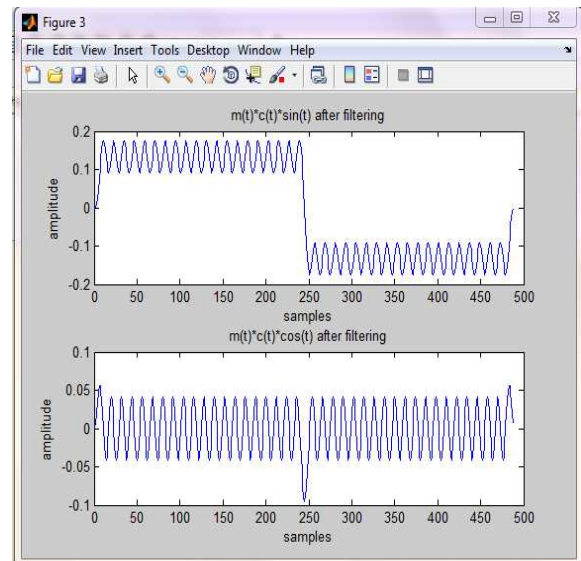 Figure 3
File Edit View Insert Tools Desktop Window Help
m(t)*c(t)*sin(t) after filtering
0.2
0.1
0
-0.1
-0.2
amplitude
0 50 100 150 200 250 300 350 400 450 500
samples
m(t)*c(t)*cos(t) after filtering
0.1
0.05
0
-0.05
-0.1
amplitude
0 50 100 150 200 250 300 350 400 450 500
samples